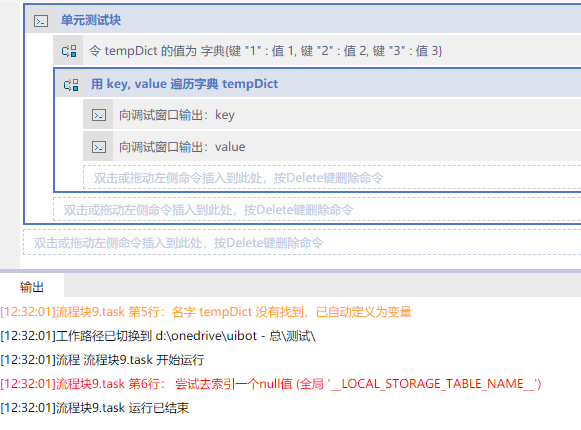 单元测试块
令 tempDict 的值为 字典{键 "1" : 值 1, 键 "2" : 值 2, 键 "3" : 值 3}
用 key, value 遍历字典 tempDict
向调试窗口输出：key
向调试窗口输出：value
双击或拖动左侧命令插入到此处，按Delete键删除命令
双击或拖动左侧命令插入到此处，按Delete键删除命令
双击或拖动左侧命令插入到此处，按Delete键删除命令
输出
[12:32:01]流程块9.task 第5行：名字 tempDict 没有找到，已自动定义为变量
[12:32:01]工作路径已切换到 d:\onedrive\uibot - 总\测试\
[12:32:01]流程 流程块9.task 开始运行
[12:32:01]流程块9.task 第6行： 尝试去索引一个null值 (全局 '__LOCAL_STORAGE_TABLE_NAME__')
[12:32:01]流程块9.task 运行已结束